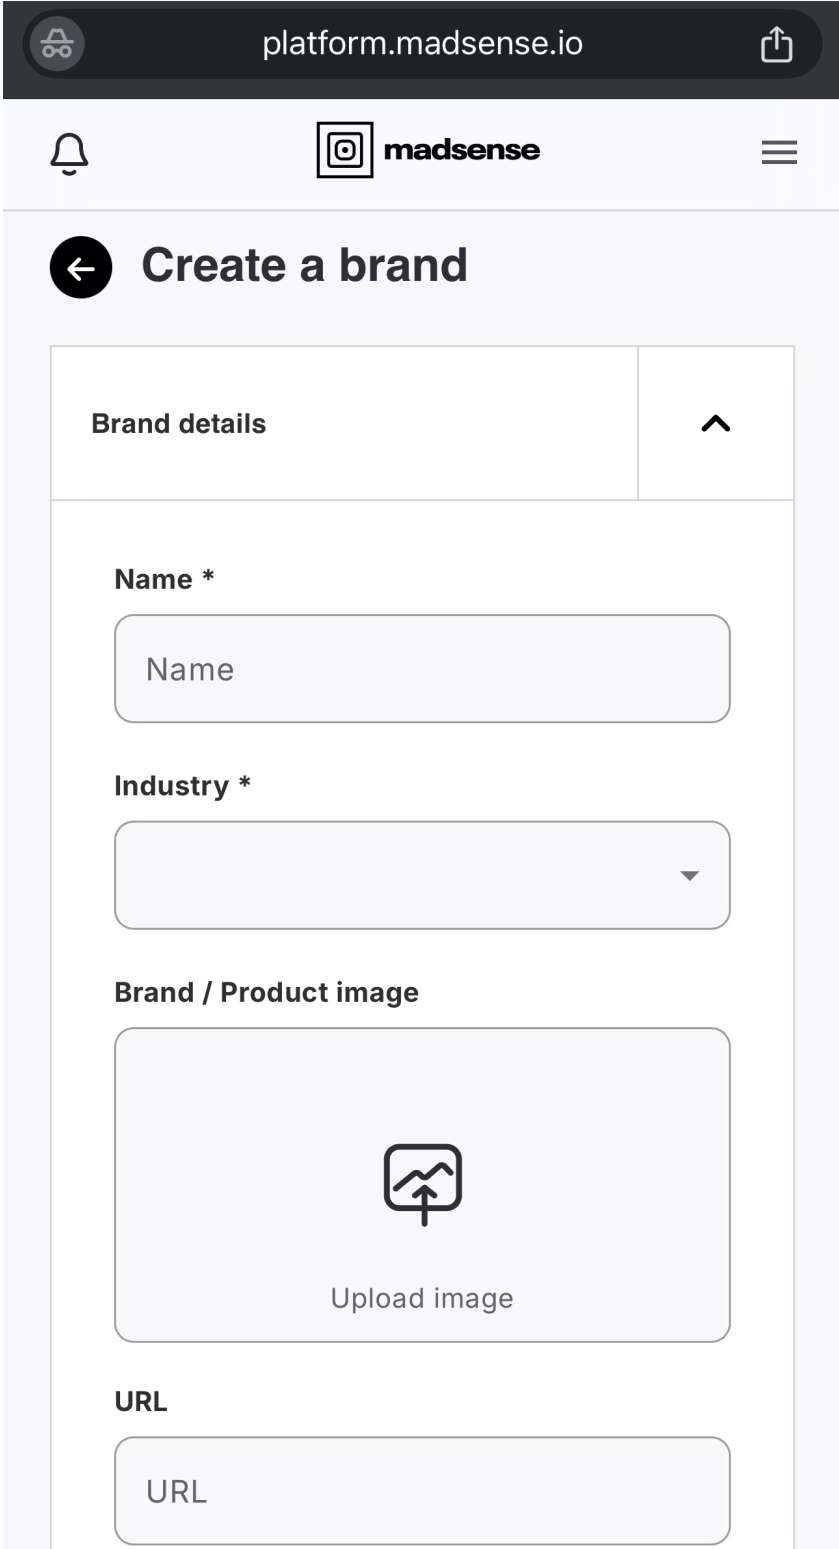 platform.madsense.io
madsense
Create a brand
Brand details
Name *
Name
Industry *
Brand / Product image
Upload image
URL
URL